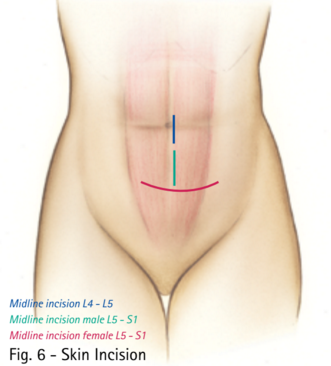 Midline incision L4 - L5
Midline incision male L5 - S1
Midline incision female L5 - S1
Fig. 6 - Skin Incision